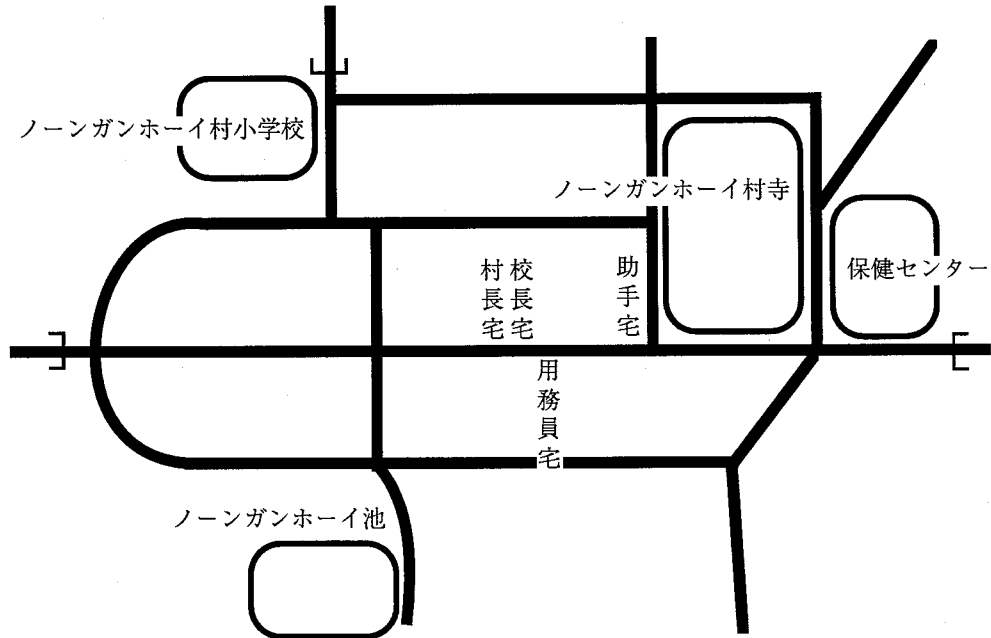 ノーンガンホーイ村小学校
ノーンガンホーイ村寺
保健センター
村長宅
校長宅
助手宅
用務員宅
ノーンガンホーイ池